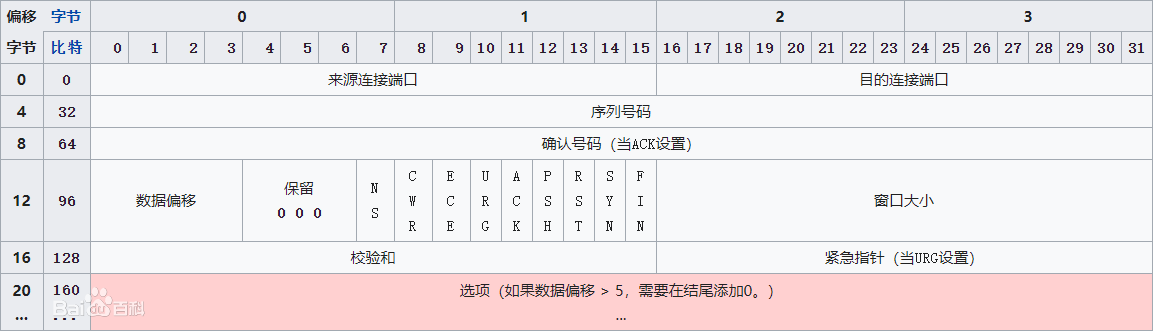 偏移 字节 0 1 2 3
字节 比特 0 1 2 3 4 5 6 7 8 9 10 11 12 13 14 15 16 17 18 19 20 21 22 23 24 25 26 27 28 29 30 31
0 0 来源连接端口 目的连接端口
4 32 序列号码
8 64 确认号码（当ACK设置）
12 96 数据偏移 保留 0 0 0 NS CWR ECE URG ACK PSH RST SYN FIN 窗口大小
16 128 校验和 紧急指针（当URG设置）
20 160 选项（如果数据偏移 > 5，需要在结尾添加0。）
... ... ...
Bai百科